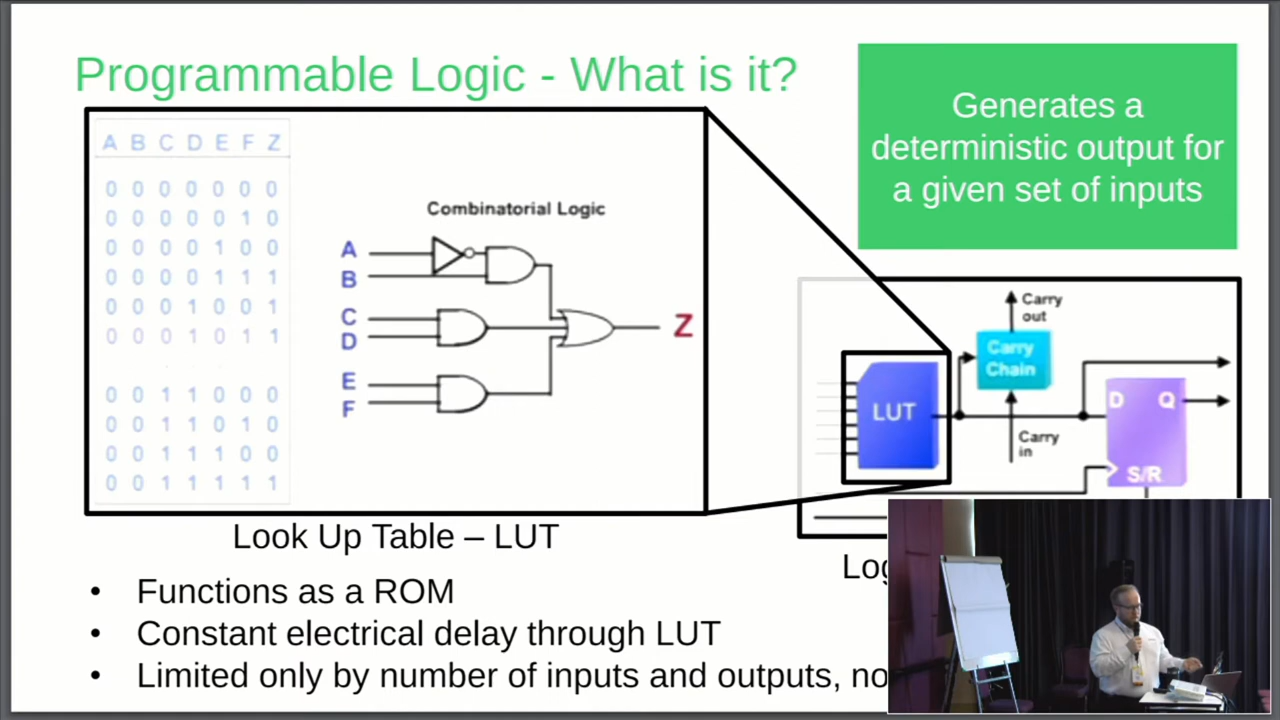 Programmable Logic - What is it?
Generates a
deterministic output for
a given set of inputs
A B C D E F Z
0 0 0 0 0 0 0
0 0 0 0 0 1 0
0 0 0 0 1 0 0
0 0 0 0 1 1 1
0 0 0 1 0 0 1
0 0 0 1 0 1 1
0 0 1 1 0 0 0
0 0 1 1 0 1 0
0 0 1 1 1 0 0
0 0 1 1 1 1 1
Combinatorial Logic
A
B
C
D
E
F
Z
Carry
out
Carry
Chain
LUT
D Q
Carry
in
S/R
Look Up Table – LUT
• Functions as a ROM
• Constant electrical delay through LUT
• Limited only by number of inputs and outputs,